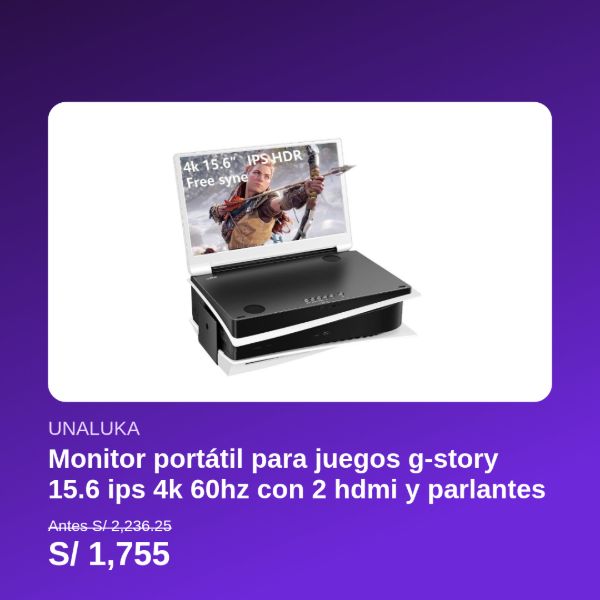 4k 15.6" IPS HDR
Free syne
UNALUKA
Monitor portátil para juegos g-story
15.6 ips 4k 60hz con 2 hdmi y parlantes
Antes S/ 2,236.25
S/ 1,755